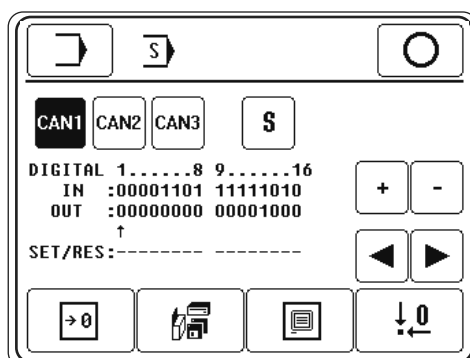 S
CAN1 CAN2 CAN3 S
DIGITAL 1......8 9......16
IN :00001101 11111010
OUT :00000000 00001000
↑
SET/RES:-------- --------
+ -
→0 0